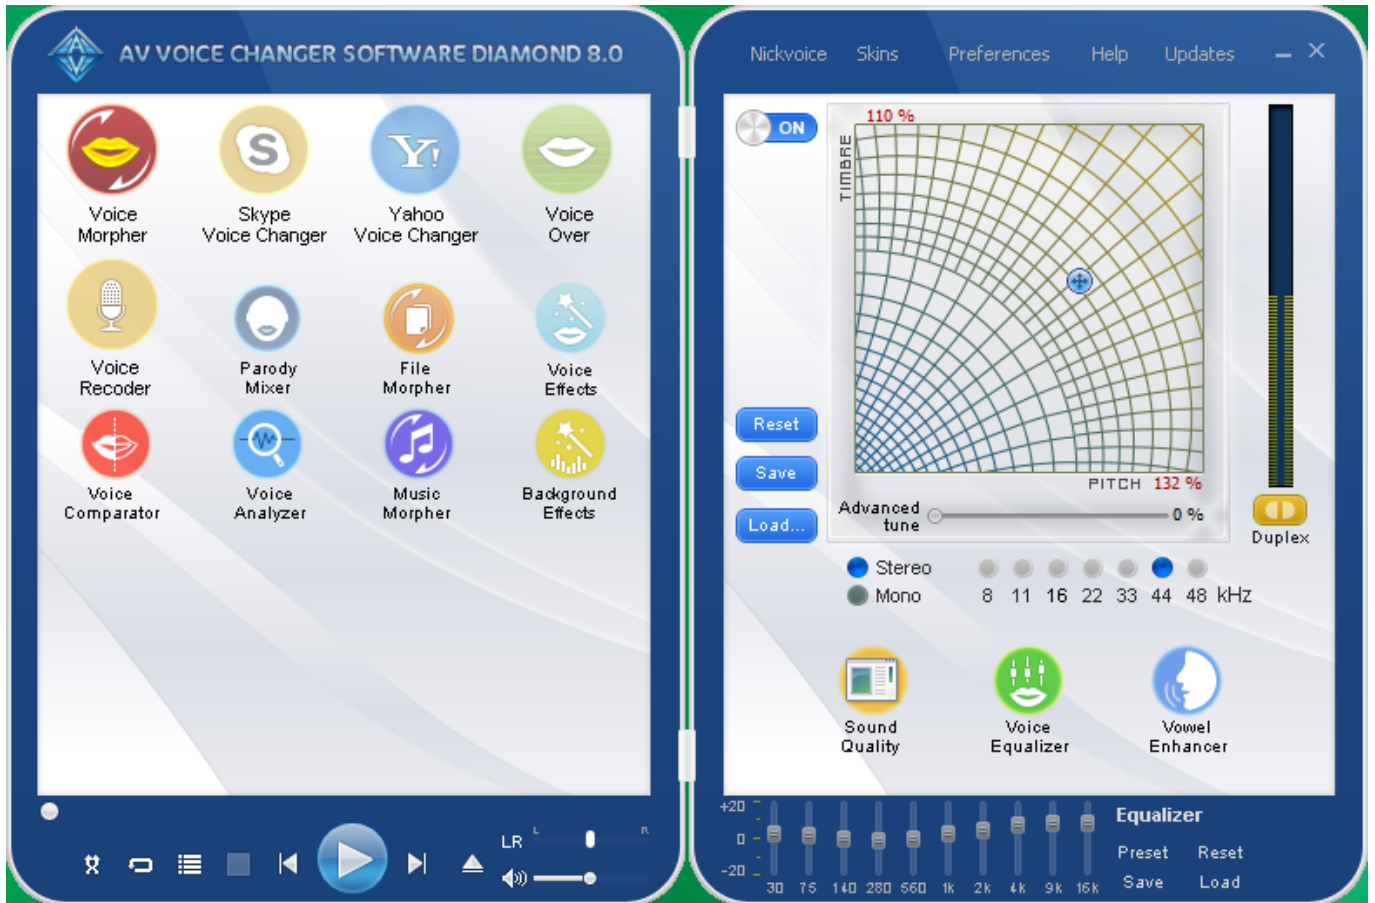 AV VOICE CHANGER SOFTWARE DIAMOND 8.0
Voice
Morpher
Skype
Voice Changer
Yahoo
Voice Changer
Voice
Over
Voice
Recoder
Parody
Mixer
File
Morpher
Voice
Effects
Voice
Comparator
Voice
Analyzer
Music
Morpher
Background
Effects
LR
L
R
Nickvoice Skins Preferences Help Updates
ON
110 %
TIMBRE
Reset
Save
Load...
PITCH 132 %
Advanced
tune
0 %
Duplex
Stereo
Mono
8 11 16 22 33 44 48 kHz
Sound
Quality
Voice
Equalizer
Vowel
Enhancer
+20
0
-20
30 75 140 280 560 1k 2k 4k 9k 16k
Equalizer
Preset Reset
Save Load